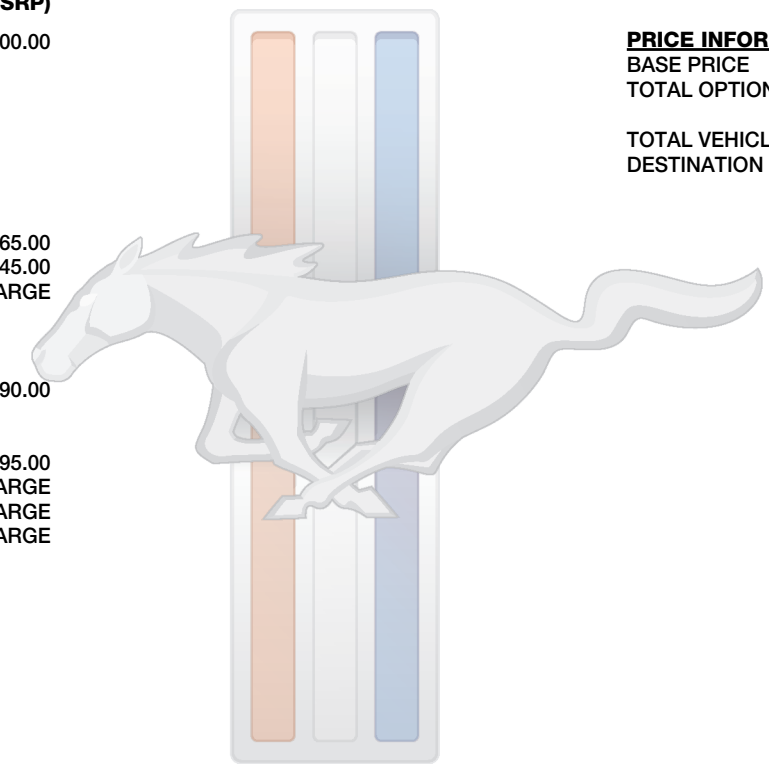 SRP)
00.00
65.00
45.00
ARGE
90.00
95.00
ARGE
ARGE
ARGE
PRICE INFOR
BASE PRICE
TOTAL OPTION
TOTAL VEHICL
DESTINATION